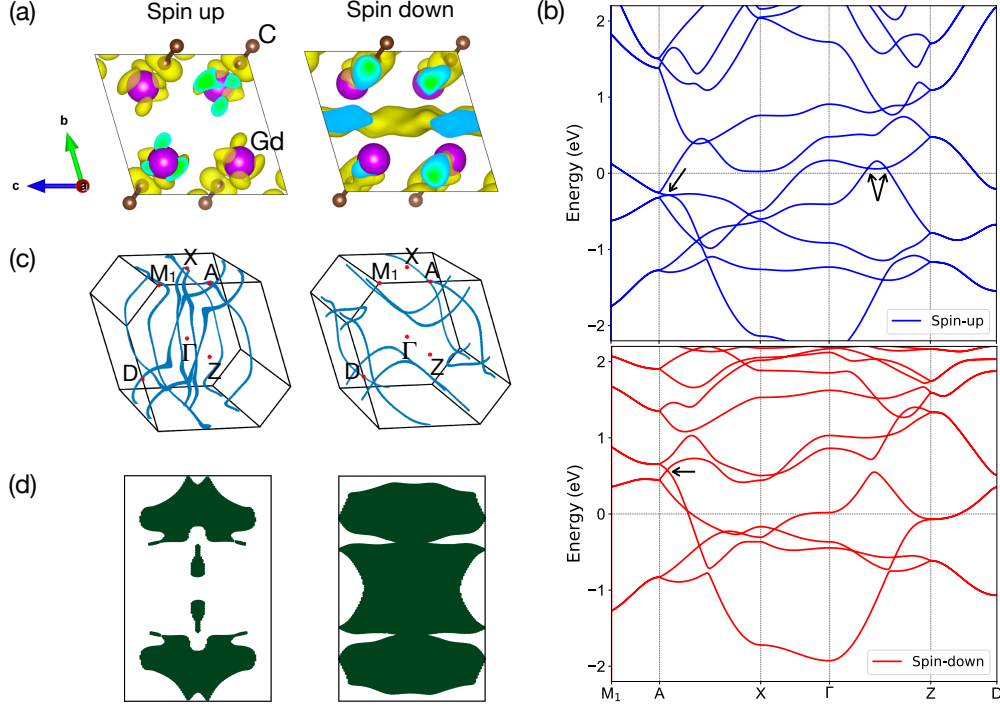 (a)
Spin up
Spin down
C
Gd
b
c
a
(b)
Energy (eV)
2
1
0
−1
−2
Spin-up
Energy (eV)
2
1
0
−1
−2
Spin-down
M₁
A
X
Γ
Z
D
(c)
X
M₁
A
Γ
D
Z
X
M₁
A
Γ
D
Z
(d)